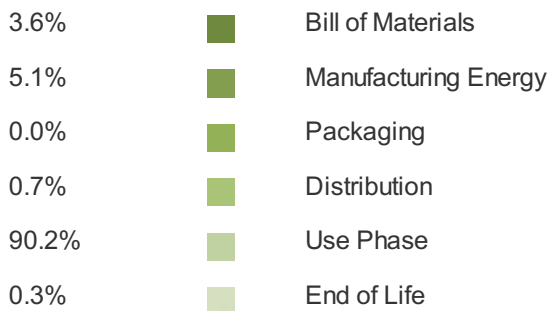 3.6% Bill of Materials
5.1% Manufacturing Energy
0.0% Packaging
0.7% Distribution
90.2% Use Phase
0.3% End of Life